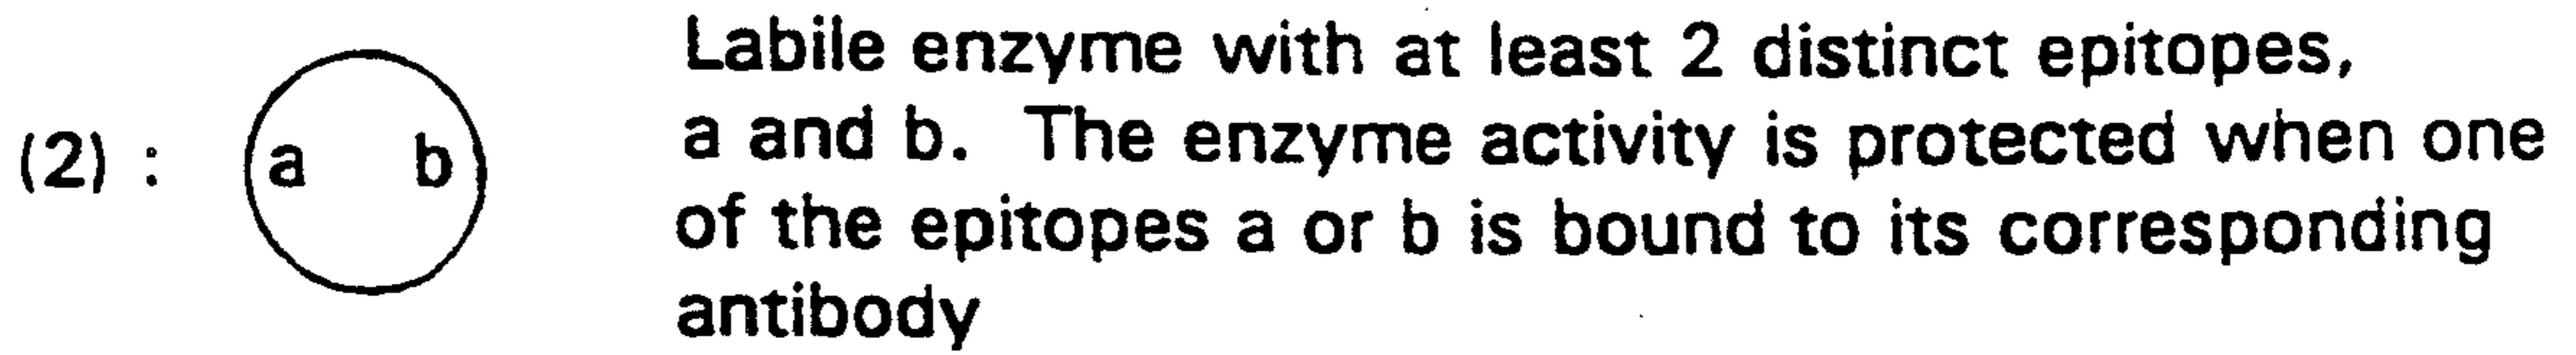 Labile enzyme with at least 2 distinct epitopes,
(2) : a b a and b. The enzyme activity is protected when one
of the epitopes a or b is bound to its corresponding
antibody